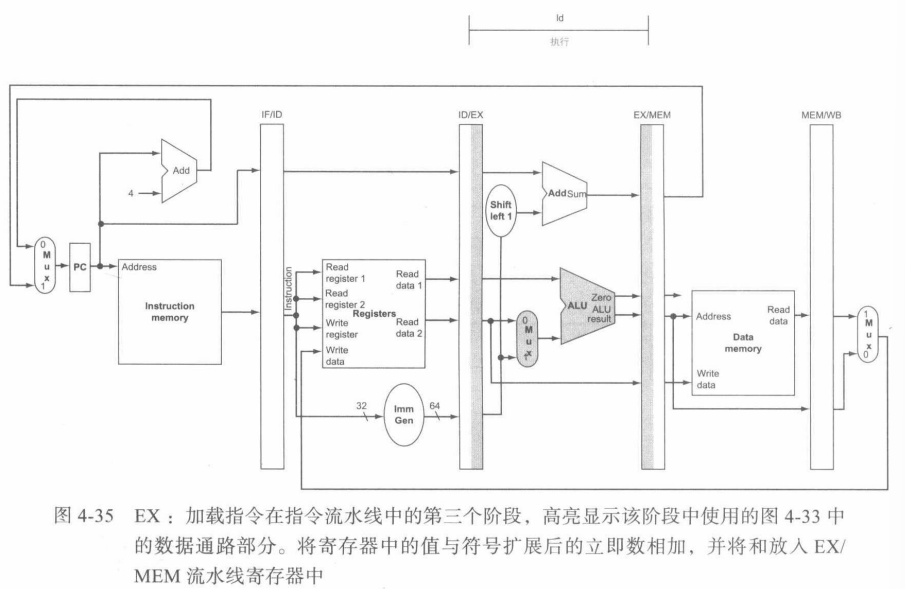 ld
执行
IF/ID
ID/EX
EX/MEM
MEM/WB
Add
4
Shift
left 1
AddSum
0
M
u
x
1
PC
Address
Instruction
memory
Instruction
Read
register 1
Read
register 2
Write
register
Write
data
Registers
Read
data 1
Read
data 2
0
M
u
x
1
ALU
Zero
ALU
result
Address
Write
data
Data
memory
Read
data
1
M
u
x
0
32
Imm
Gen
64
图 4-35 EX：加载指令在指令流水线中的第三个阶段，高亮显示该阶段中使用的图 4-33 中
的数据通路部分。将寄存器中的值与符号扩展后的立即数相加，并将和放入 EX/
MEM 流水线寄存器中